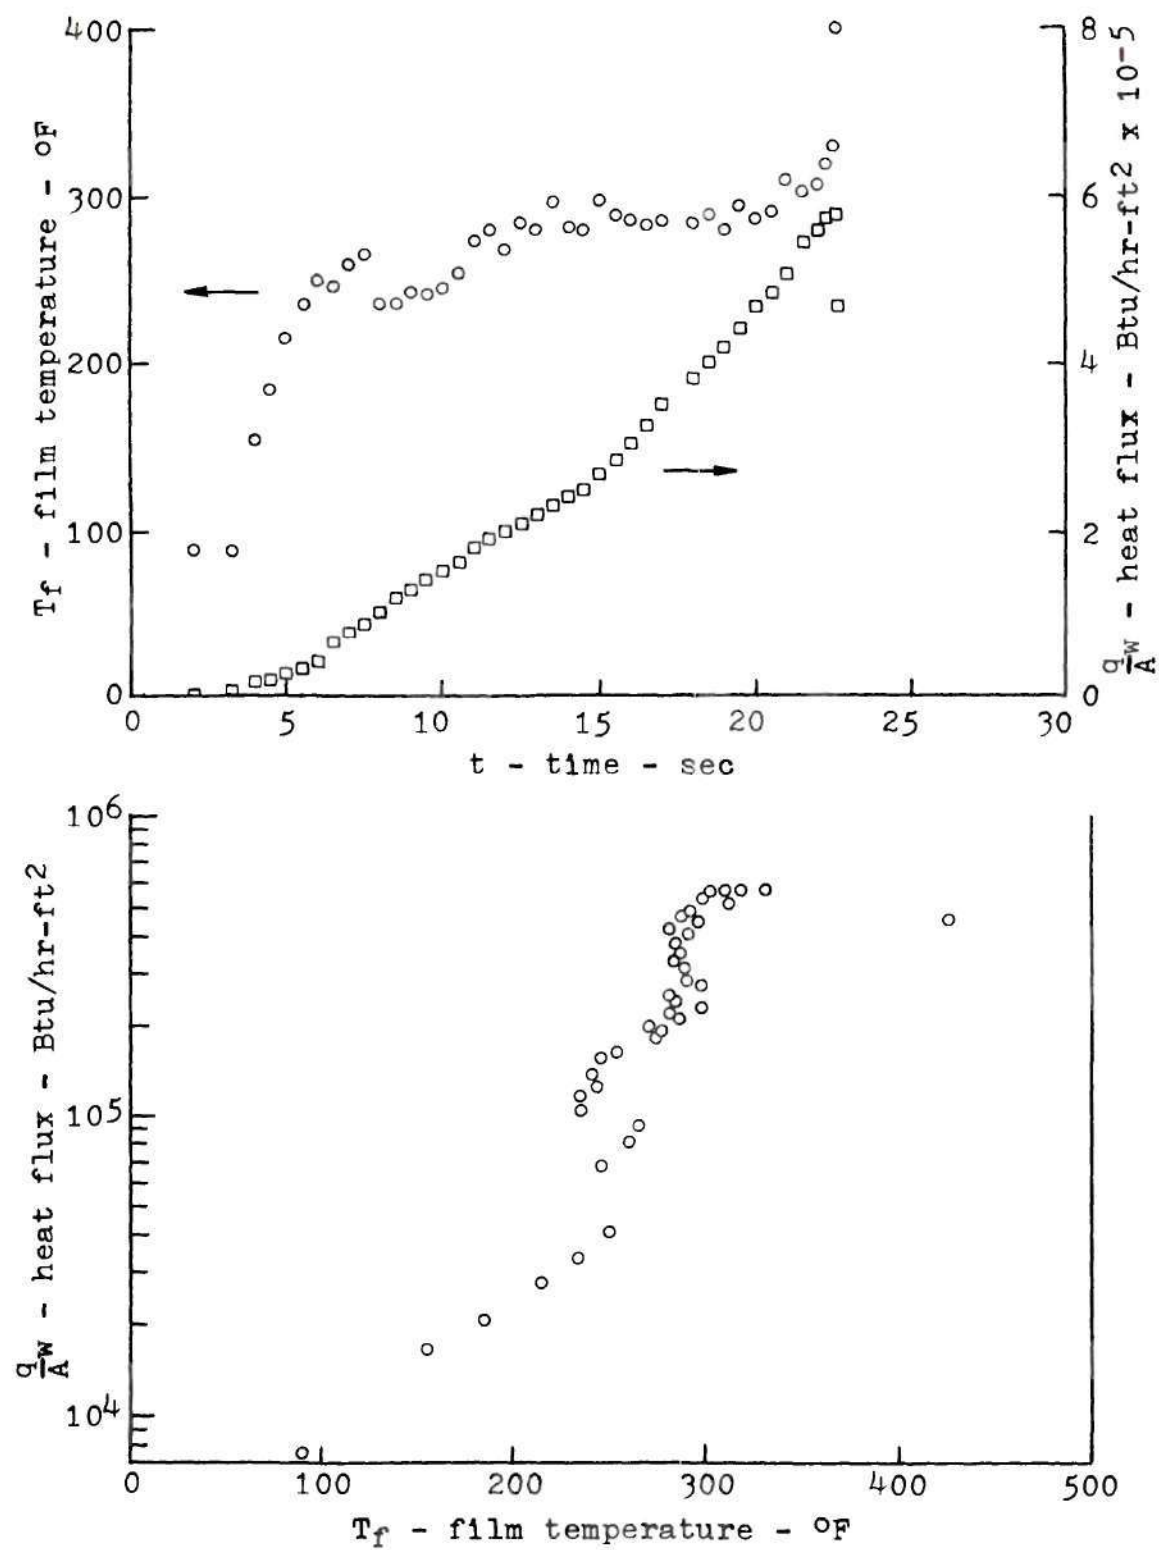 400
300
200
100
0
Tf - film temperature - °F
8
6
4
2
0
q/A w - heat flux - Btu/hr-ft2 x 10-5
0 5 10 15 20 25 30
t - time - sec
10^6
10^5
10^4
q/A w - heat flux - Btu/hr-ft2
0 100 200 300 400 500
Tf - film temperature - °F